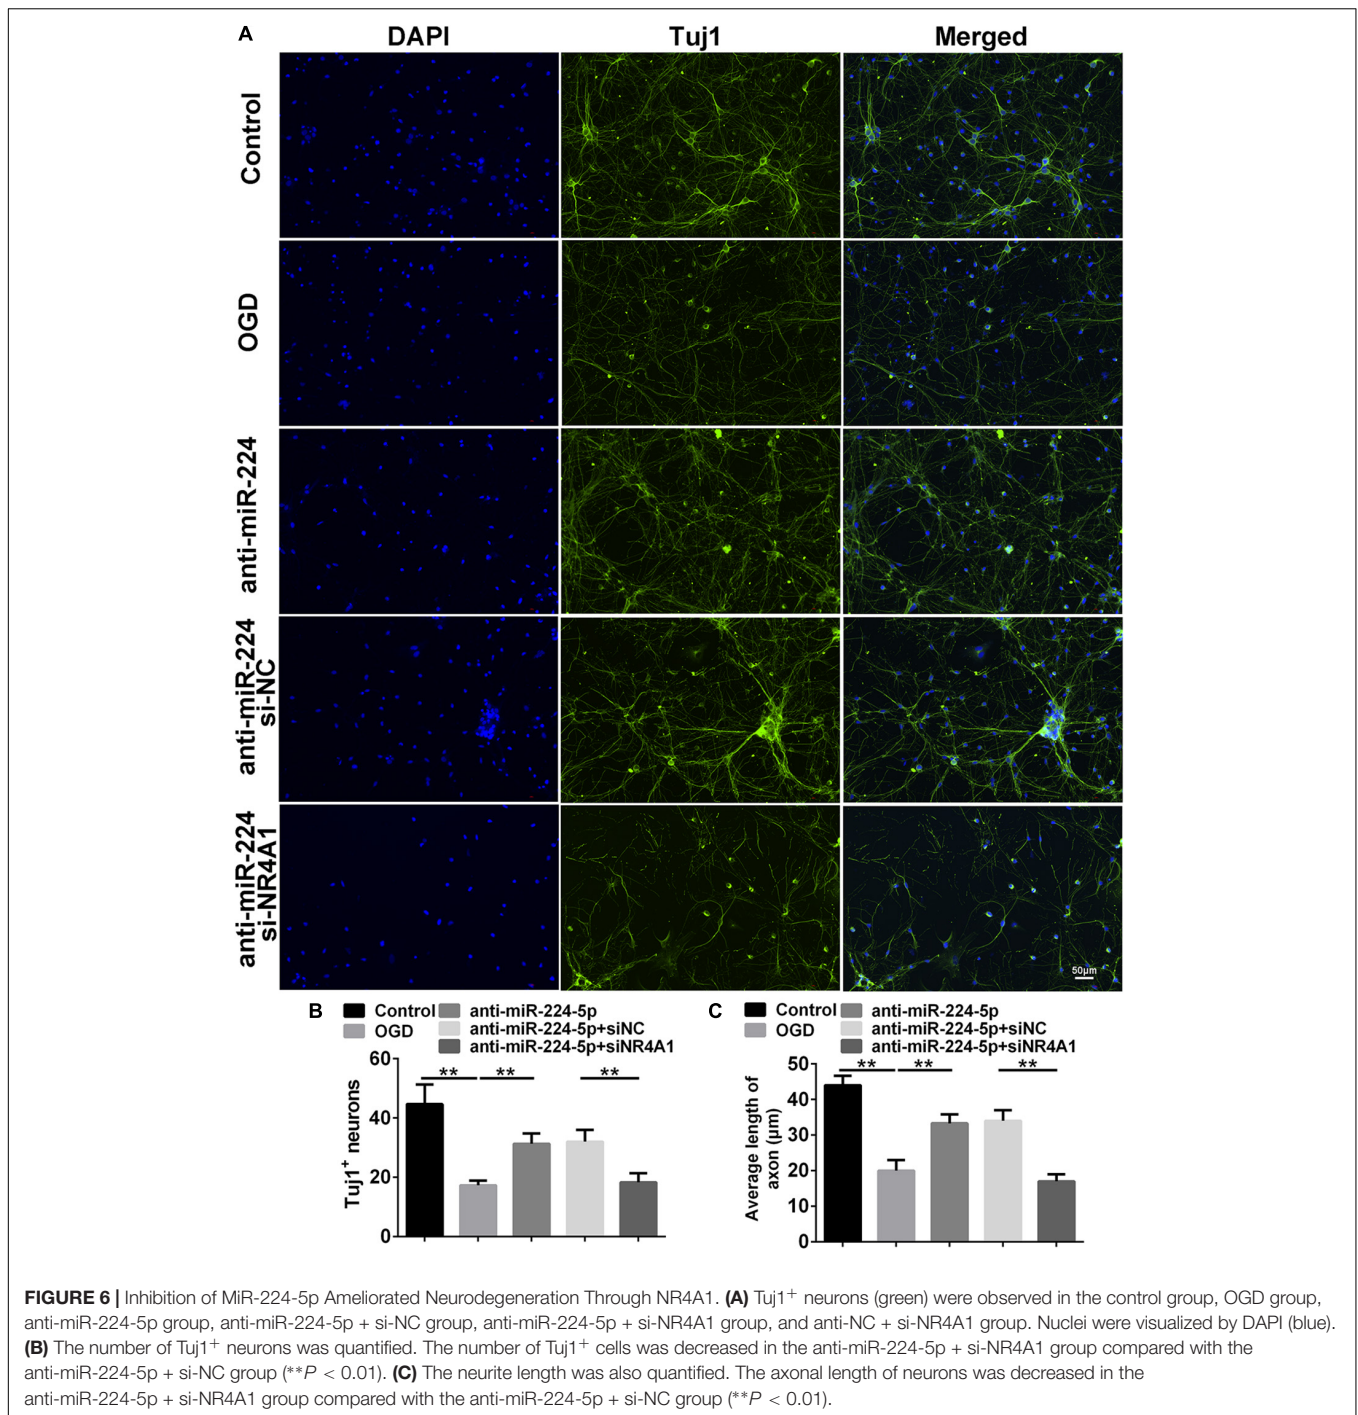 A
DAPI
Tuj1
Merged
Control
OGD
anti-miR-224
anti-miR-224
si-NC
anti-miR-224
si-NR4A1
50μm
B
Control
OGD
anti-miR-224-5p
anti-miR-224-5p+siNC
anti-miR-224-5p+siNR4A1
Tuj1+ neurons
60
40
20
0
** ** **
C
Control
OGD
anti-miR-224-5p
anti-miR-224-5p+siNC
anti-miR-224-5p+siNR4A1
Average length of
axon (μm)
50
40
30
20
10
0
** ** **
FIGURE 6 | Inhibition of MiR-224-5p Ameliorated Neurodegeneration Through NR4A1. (A) Tuj1+ neurons (green) were observed in the control group, OGD group,
anti-miR-224-5p group, anti-miR-224-5p + si-NC group, anti-miR-224-5p + si-NR4A1 group, and anti-NC + si-NR4A1 group. Nuclei were visualized by DAPI (blue).
(B) The number of Tuj1+ neurons was quantified. The number of Tuj1+ cells was decreased in the anti-miR-224-5p + si-NR4A1 group compared with the
anti-miR-224-5p + si-NC group (**P < 0.01). (C) The neurite length was also quantified. The axonal length of neurons was decreased in the
anti-miR-224-5p + si-NR4A1 group compared with the anti-miR-224-5p + si-NC group (**P < 0.01).